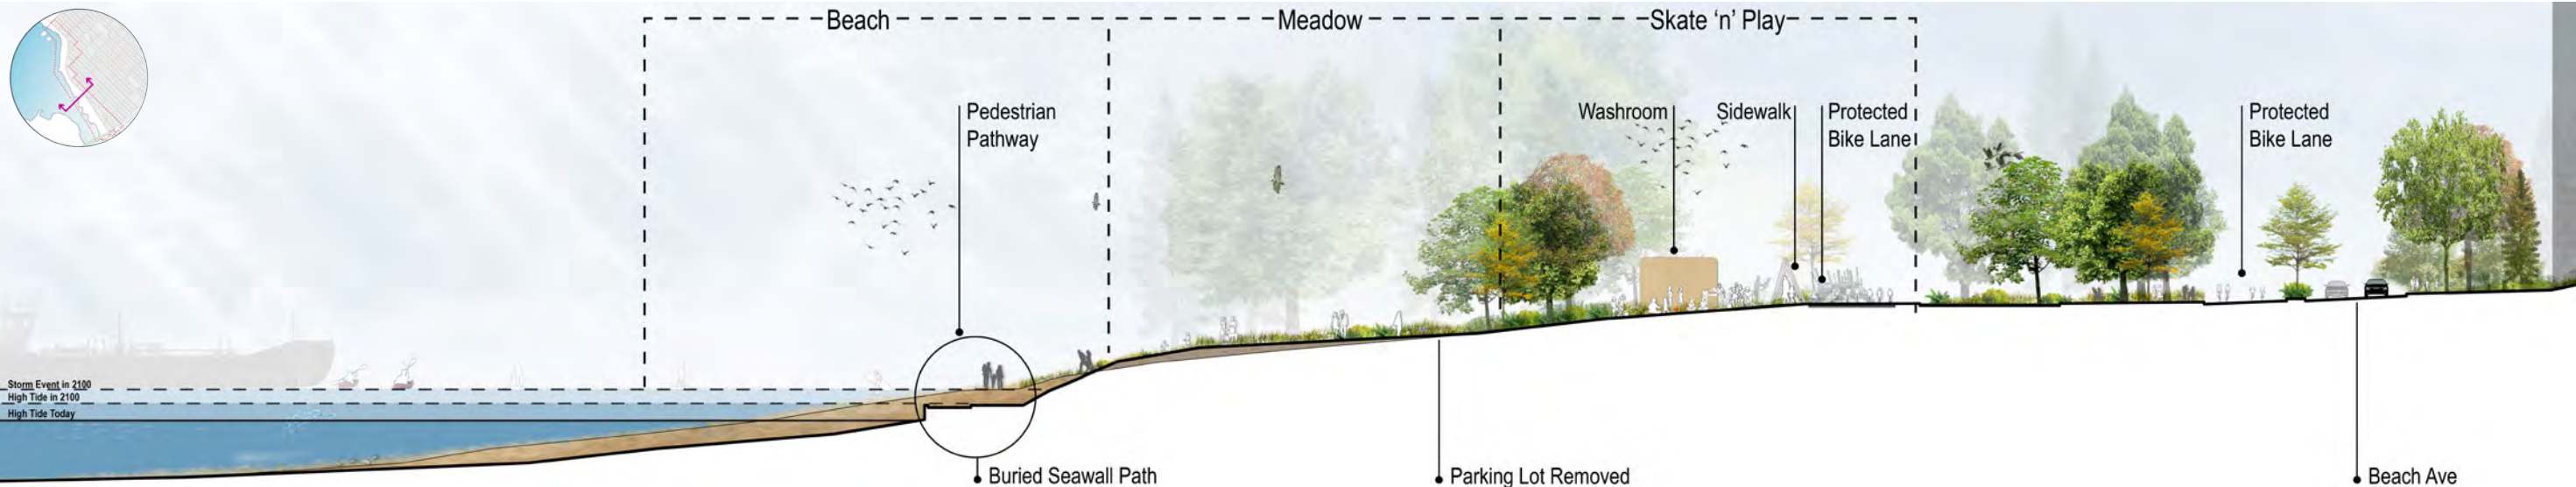 Beach
Meadow
Skate ‘n’ Play
Pedestrian
Pathway
Washroom
Sidewalk
Protected
Bike Lane
Protected
Bike Lane
Storm Event in 2100
High Tide in 2100
High Tide Today
Buried Seawall Path
Parking Lot Removed
Beach Ave